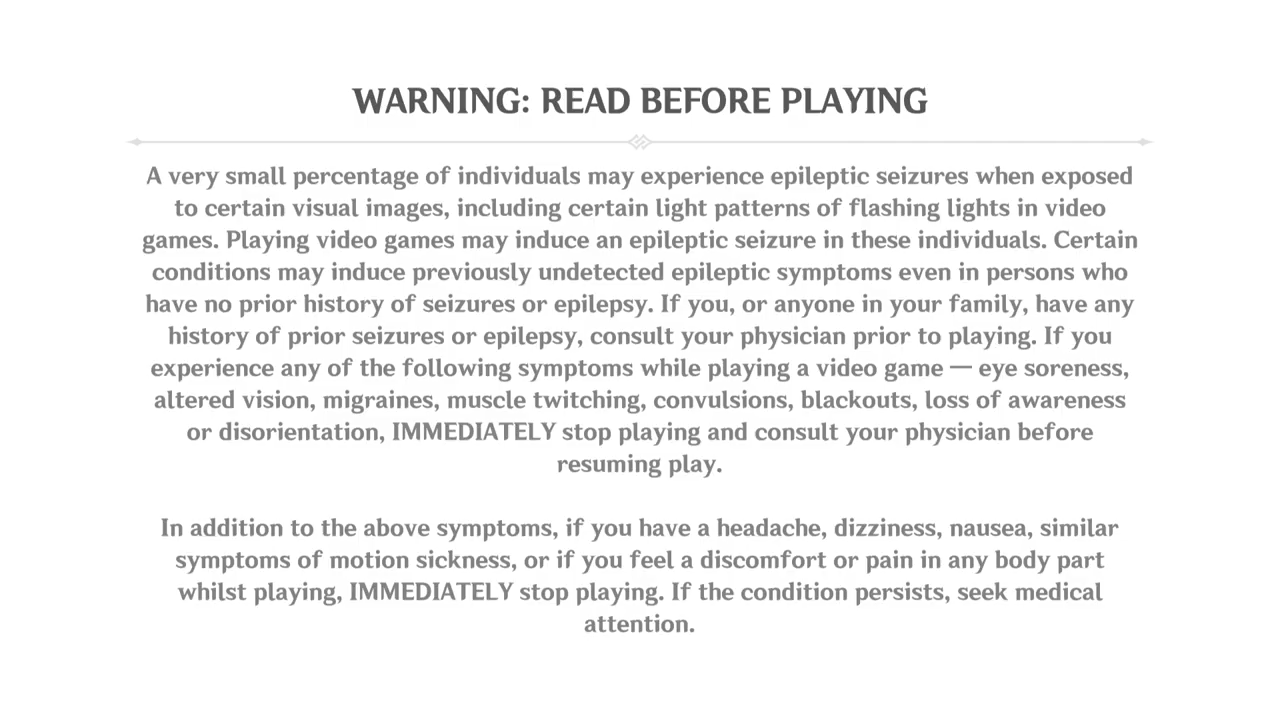 WARNING: READ BEFORE PLAYING
A very small percentage of individuals may experience epileptic seizures when exposed
to certain visual images, including certain light patterns of flashing lights in video
games. Playing video games may induce an epileptic seizure in these individuals. Certain
conditions may induce previously undetected epileptic symptoms even in persons who
have no prior history of seizures or epilepsy. If you, or anyone in your family, have any
history of prior seizures or epilepsy, consult your physician prior to playing. If you
experience any of the following symptoms while playing a video game — eye soreness,
altered vision, migraines, muscle twitching, convulsions, blackouts, loss of awareness
or disorientation, IMMEDIATELY stop playing and consult your physician before
resuming play.
In addition to the above symptoms, if you have a headache, dizziness, nausea, similar
symptoms of motion sickness, or if you feel a discomfort or pain in any body part
whilst playing, IMMEDIATELY stop playing. If the condition persists, seek medical
attention.